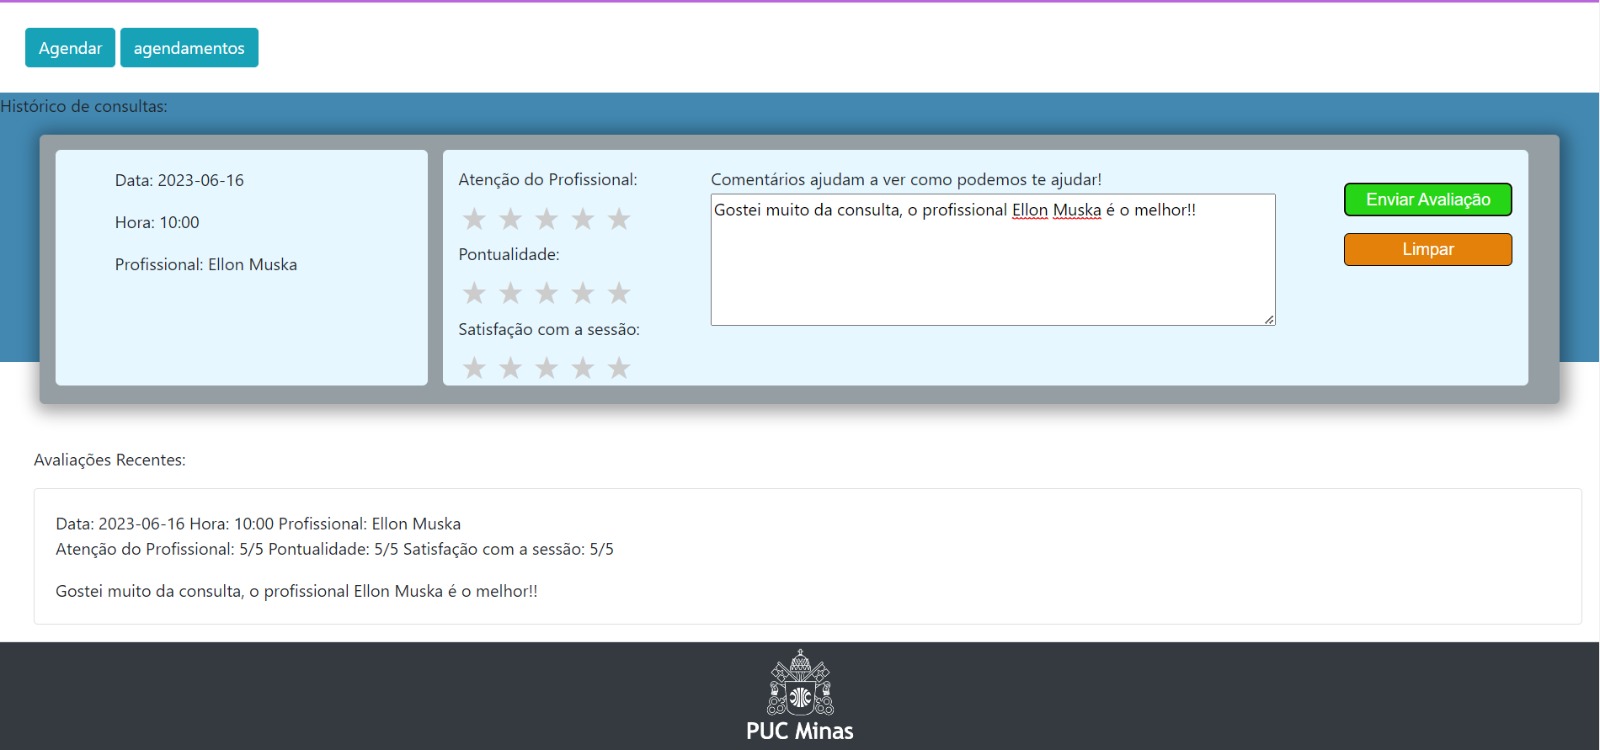 Agendar agendamentos
Histórico de consultas:
Data: 2023-06-16
Hora: 10:00
Profissional: Ellon Muska
Atenção do Profissional:
Pontualidade:
Satisfação com a sessão:
Comentários ajudam a ver como podemos te ajudar!
Gostei muito da consulta, o profissional Ellon Muska é o melhor!!
Enviar Avaliação
Limpar
Avaliações Recentes:
Data: 2023-06-16 Hora: 10:00 Profissional: Ellon Muska
Atenção do Profissional: 5/5 Pontualidade: 5/5 Satisfação com a sessão: 5/5
Gostei muito da consulta, o profissional Ellon Muska é o melhor!!
PUC Minas